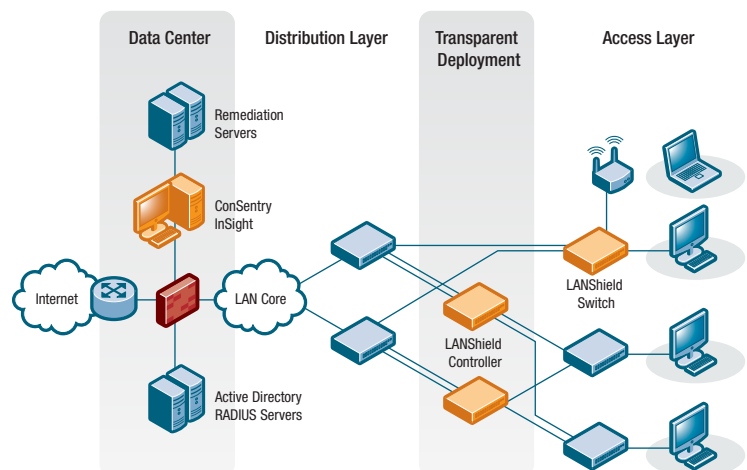 Data Center
Distribution Layer
Transparent
Deployment
Access Layer
Remediation
Servers
ConSentry
InSight
Internet
LAN Core
LANShield
Switch
LANShield
Controller
Active Directory
RADIUS Servers